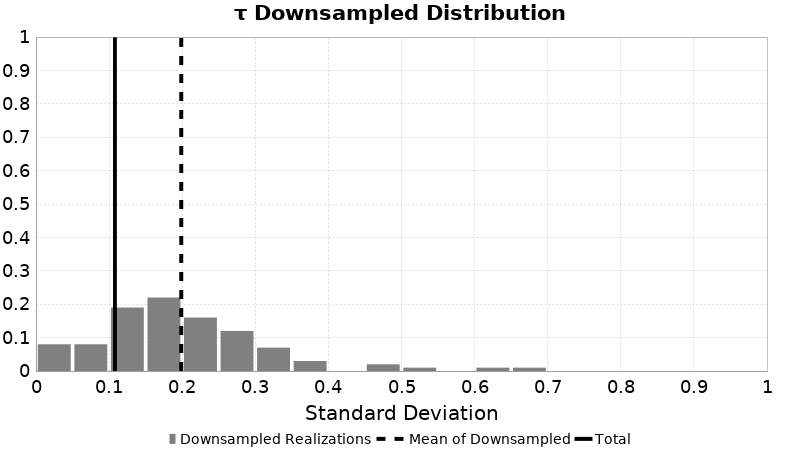 τ Downsampled Distribution
1
0.9
0.8
0.7
0.6
0.5
0.4
0.3
0.2
0.1
0
0 0.1 0.2 0.3 0.4 0.5 0.6 0.7 0.8 0.9 1
Standard Deviation
Downsampled Realizations Mean of Downsampled Total